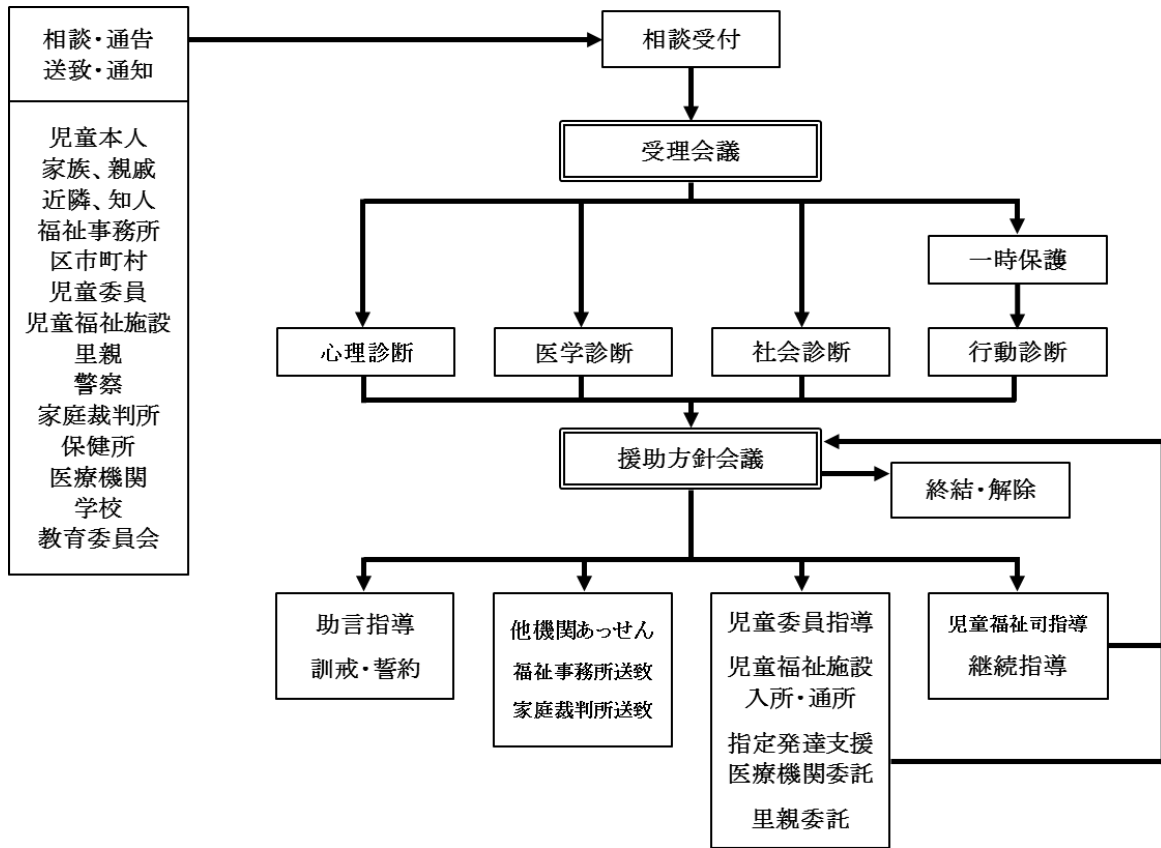 相談・通告
送致・通知
児童本人
家族、親戚
近隣、知人
福祉事務所
区市町村
児童委員
児童福祉施設
里親
警察
家庭裁判所
保健所
医療機関
学校
教育委員会
相談受付
受理会議
一時保護
心理診断
医学診断
社会診断
行動診断
援助方針会議
終結・解除
助言指導
訓戒・誓約
他機関あっせん
福祉事務所送致
家庭裁判所送致
児童委員指導
児童福祉施設
入所・通所
指定発達支援
医療機関委託
里親委託
児童福祉司指導
継続指導